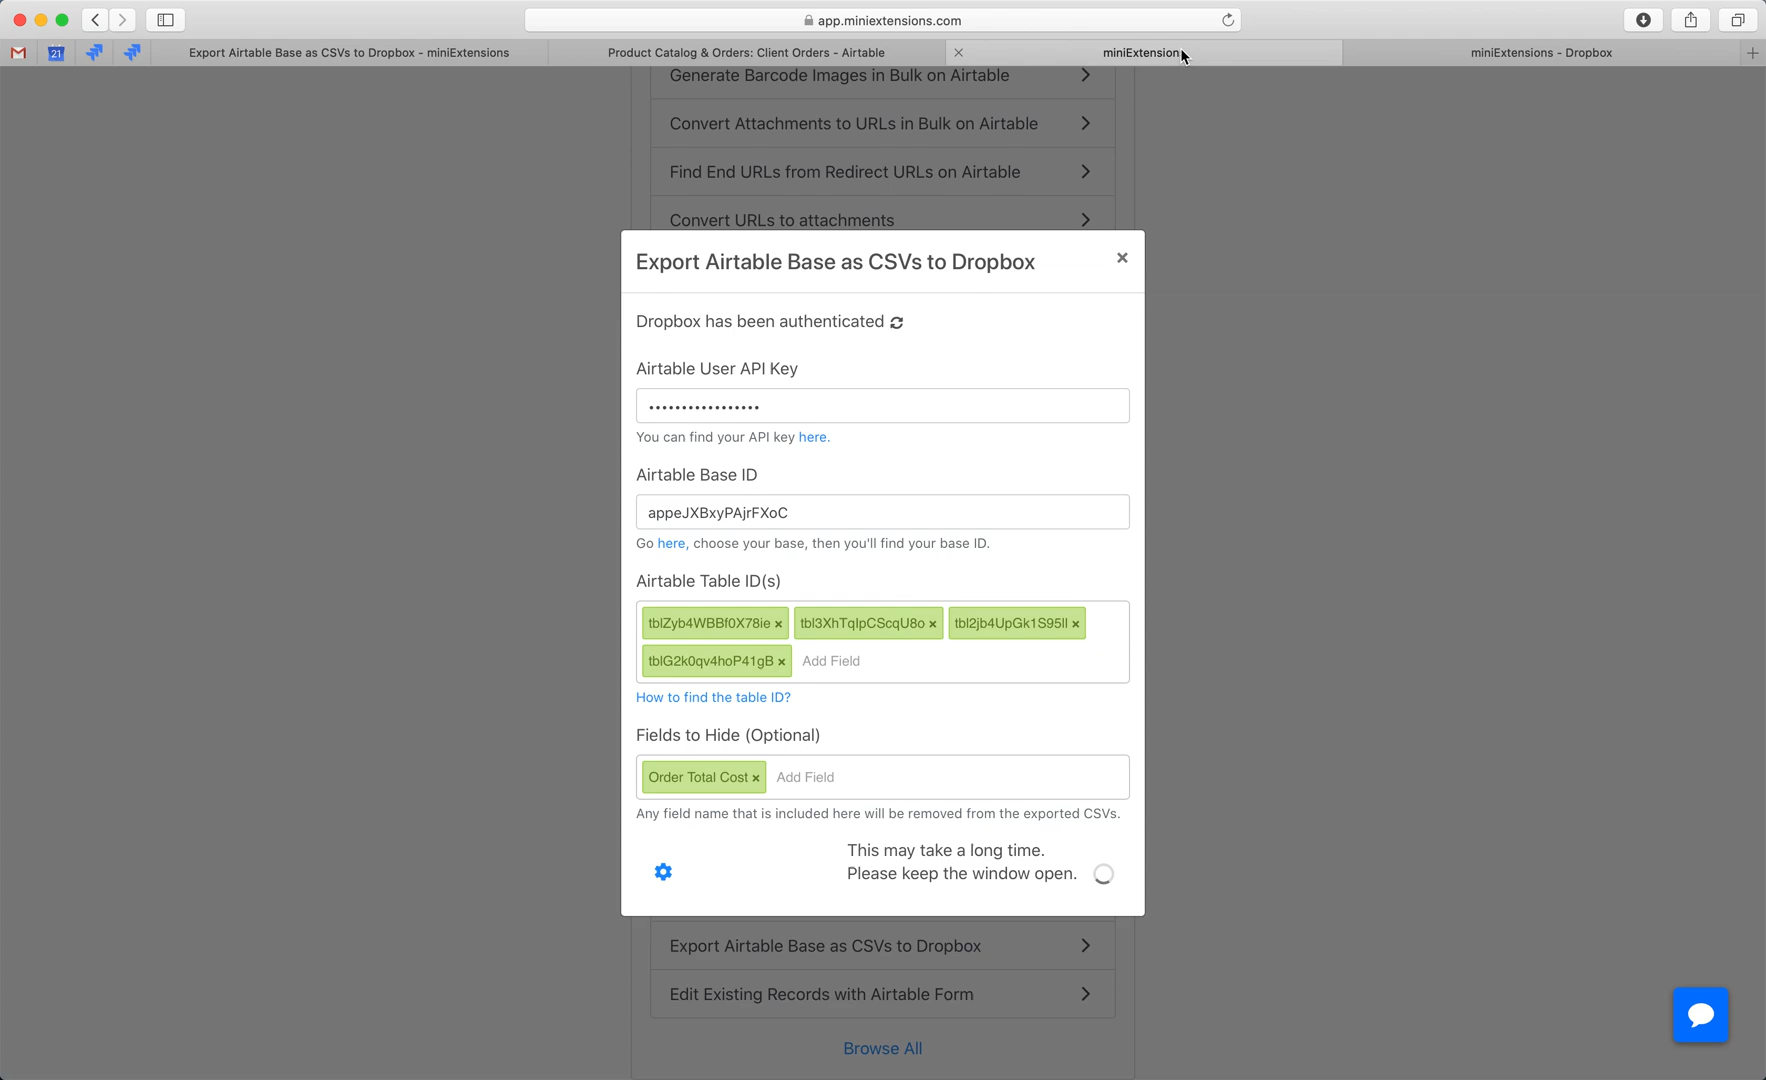 app.miniextensions.com
21
Export Airtable Base as CSVs to Dropbox - miniExtensions
Product Catalog & Orders: Client Orders - Airtable
miniExtensions
miniExtensions - Dropbox
Generate Barcode Images in Bulk on Airtable
Convert Attachments to URLs in Bulk on Airtable
Find End URLs from Redirect URLs on Airtable
Convert URLs to attachments
Export Airtable Base as CSVs to Dropbox
Dropbox has been authenticated
Airtable User API Key
•••••••••••••••••
You can find your API key here.
Airtable Base ID
appeJXBxyPAjrFXoC
Go here, choose your base, then you'll find your base ID.
Airtable Table ID(s)
tblZyb4WBBf0X78ie × tbl3XhTqIpCScqU8o × tbl2jb4UpGk1S95ll ×
tblG2k0qv4hoP41gB × Add Field
How to find the table ID?
Fields to Hide (Optional)
Order Total Cost × Add Field
Any field name that is included here will be removed from the exported CSVs.
This may take a long time.
Please keep the window open.
Export Airtable Base as CSVs to Dropbox
Edit Existing Records with Airtable Form
Browse All